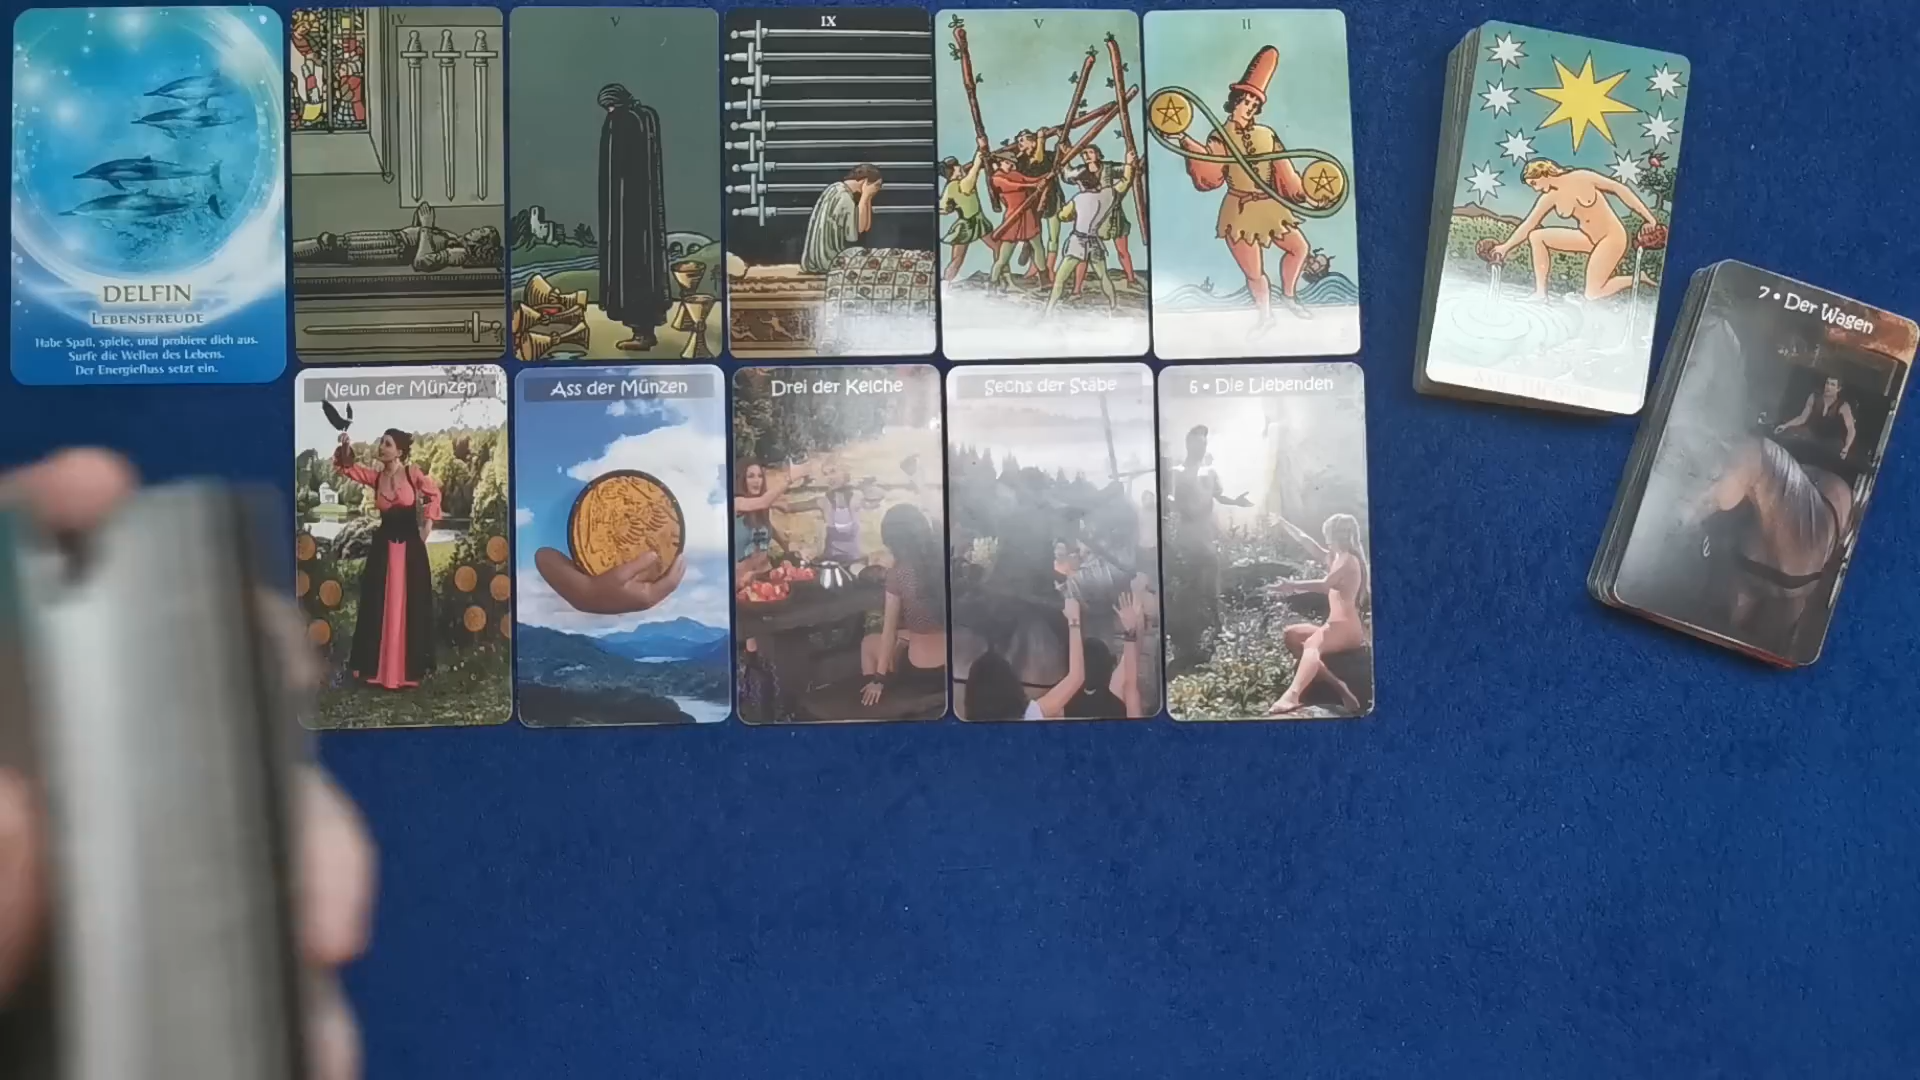 DELFIN
LEBENSFREUDE
Habe Spaß, spiele, und probiere dich aus.
Surfe die Wellen des Lebens.
Der Energiefluss setzt ein.
IV
V
IX
V
II
Neun der Münzen
Ass der Münzen
Drei der Kelche
Sechs der Stäbe
6 • Die Liebenden
7 • Der Wagen